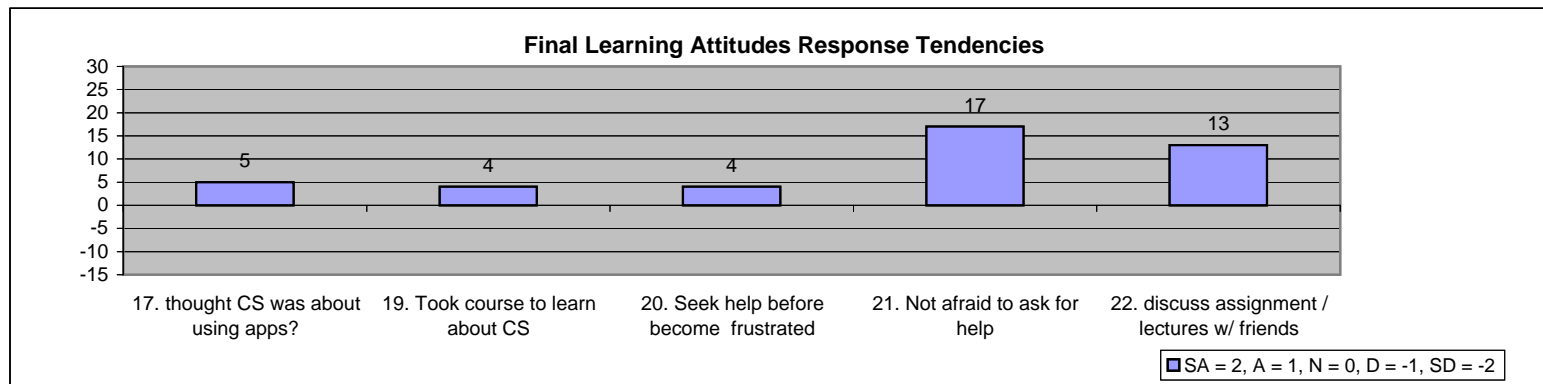 Final Learning Attitudes Response Tendencies
30
25
20
15
10
5
0
-5
-10
-15
5
4
4
17
13
17. thought CS was about
using apps?
19. Took course to learn
about CS
20. Seek help before
become  frustrated
21. Not afraid to ask for
help
22. discuss assignment /
lectures w/ friends
SA = 2, A = 1, N = 0, D = -1, SD = -2